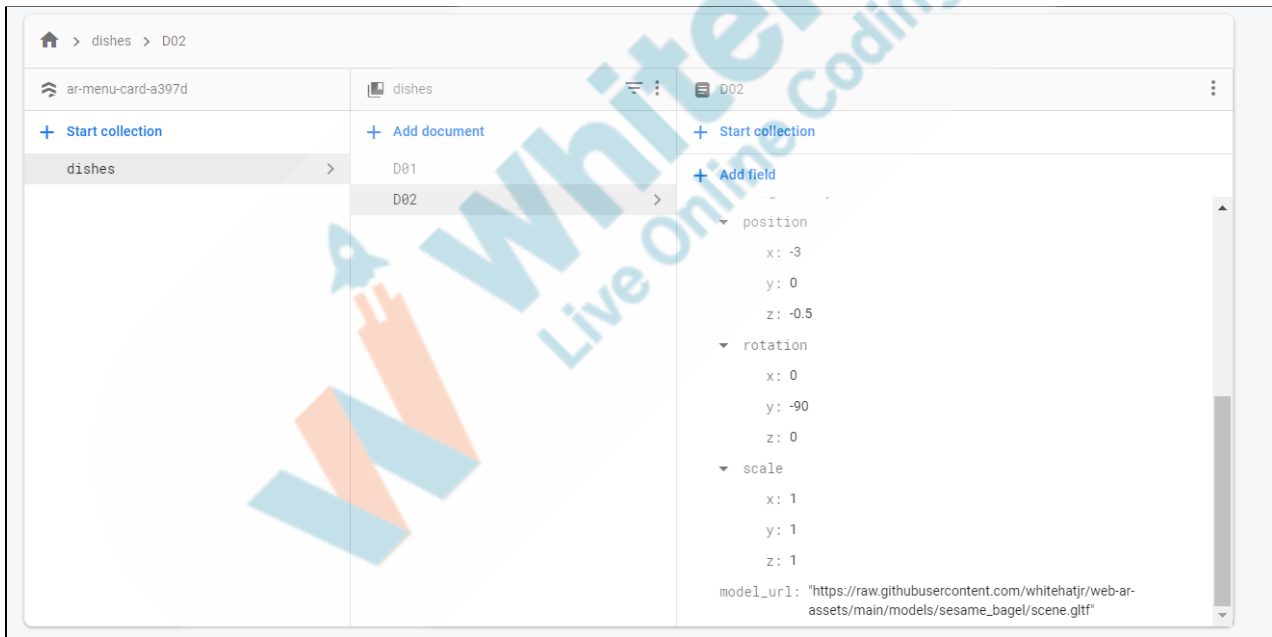 dishes > D02
ar-menu-card-a397d
dishes
D02
+ Start collection
+ Add document
+ Start collection
dishes
D01
D02
+ Add field
position
x: -3
y: 0
z: -0.5
rotation
x: 0
y: -90
z: 0
scale
x: 1
y: 1
z: 1
model_url: "https://raw.githubusercontent.com/whitehatjr/web-ar-
assets/main/models/sesame_bagel/scene.gltf"
Live Online Coding